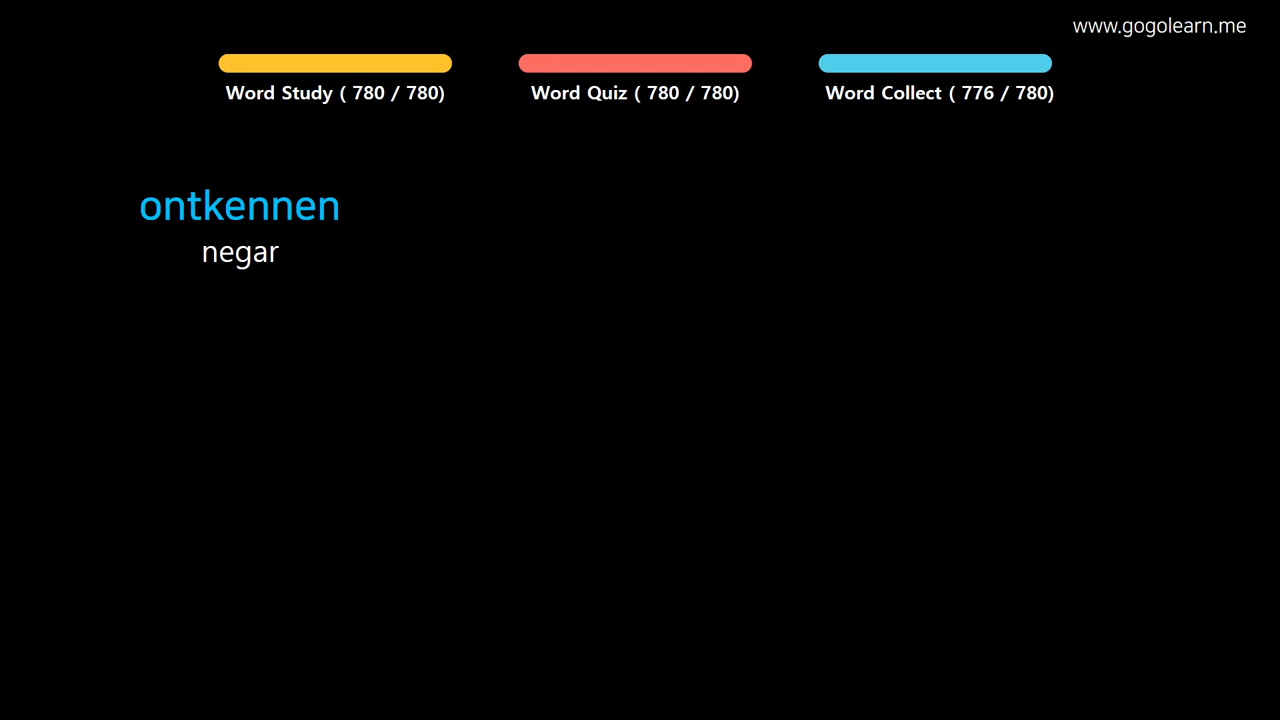 www.gogolearn.me
Word Study ( 780 / 780)
Word Quiz ( 780 / 780)
Word Collect ( 776 / 780)
ontkennen
negar